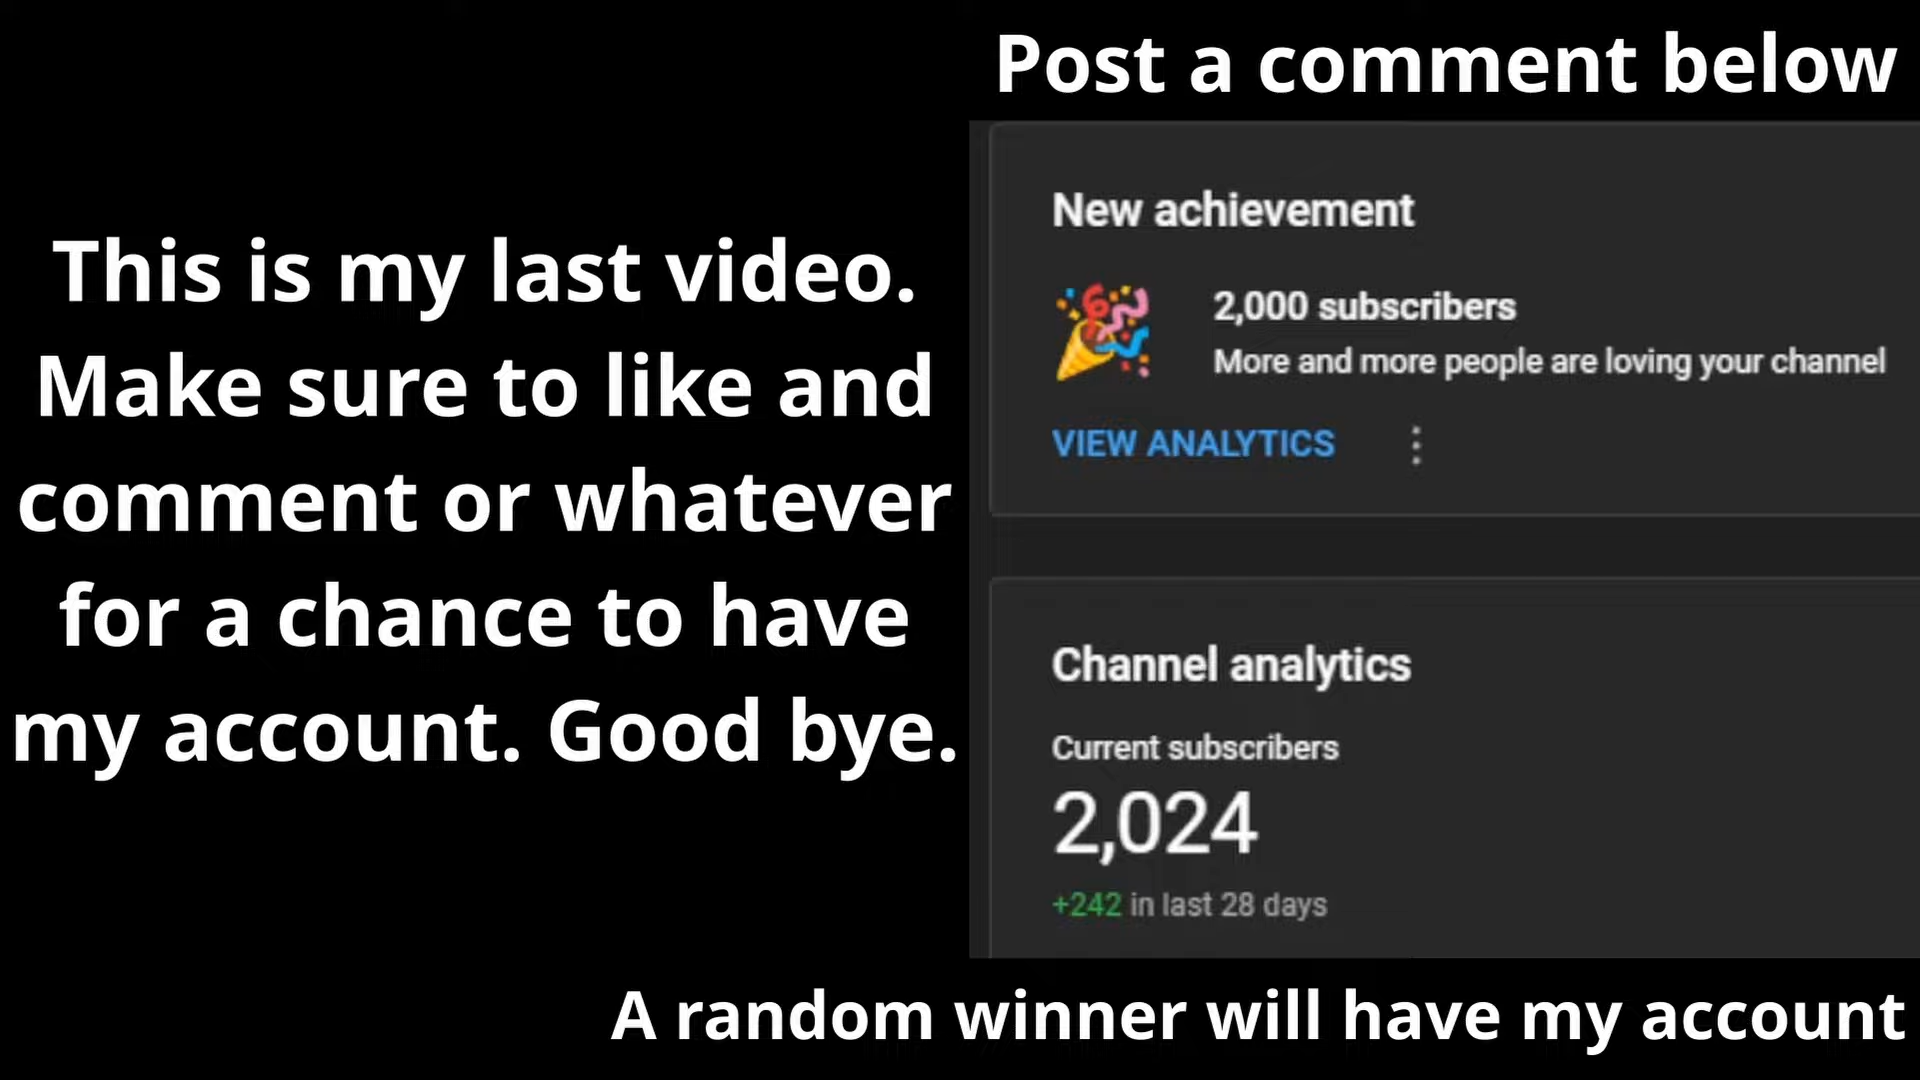 Post a comment below
This is my last video.
Make sure to like and
comment or whatever
for a chance to have
my account. Good bye.
New achievement
2,000 subscribers
More and more people are loving your channel
VIEW ANALYTICS
Channel analytics
Current subscribers
2,024
+242 in last 28 days
A random winner will have my account